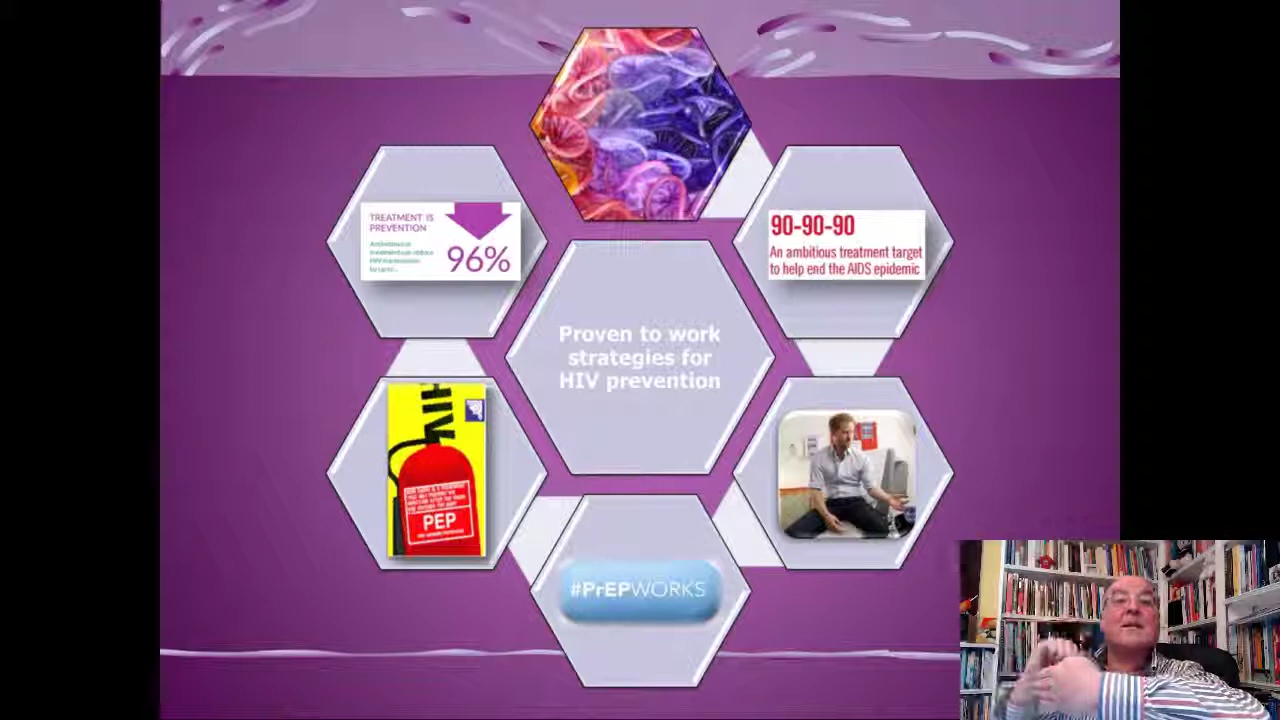 90-90-90
An ambitious treatment target
to help end the AIDS epidemic
TREATMENT IS
PREVENTION
96%
Proven to work
strategies for
HIV prevention
HIV
PEP
#PrEPWORKS